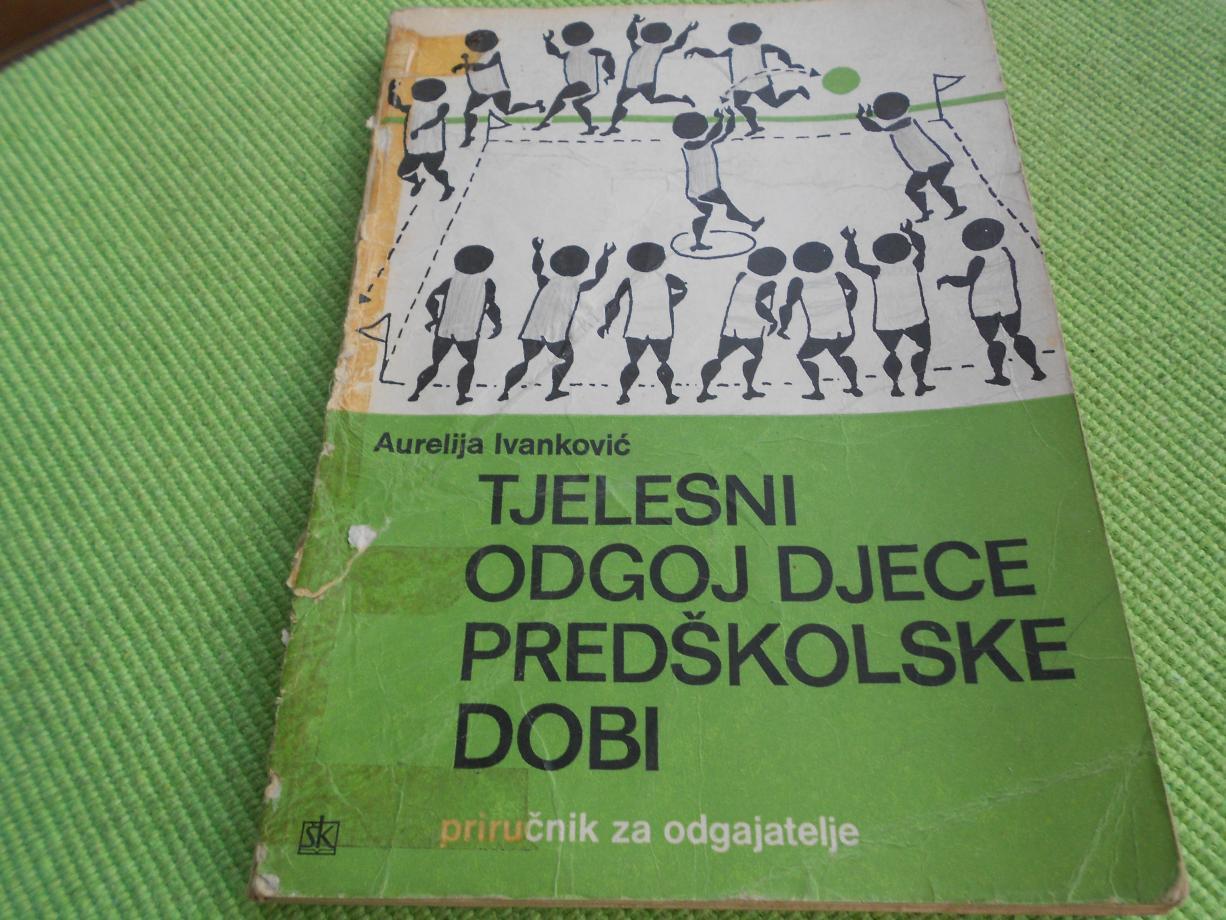 Aurelija Ivanković
TJELESNI
ODGOJ DJECE
PREDŠKOLSKE
DOBI
priručnik za odgajatelje
ŠK